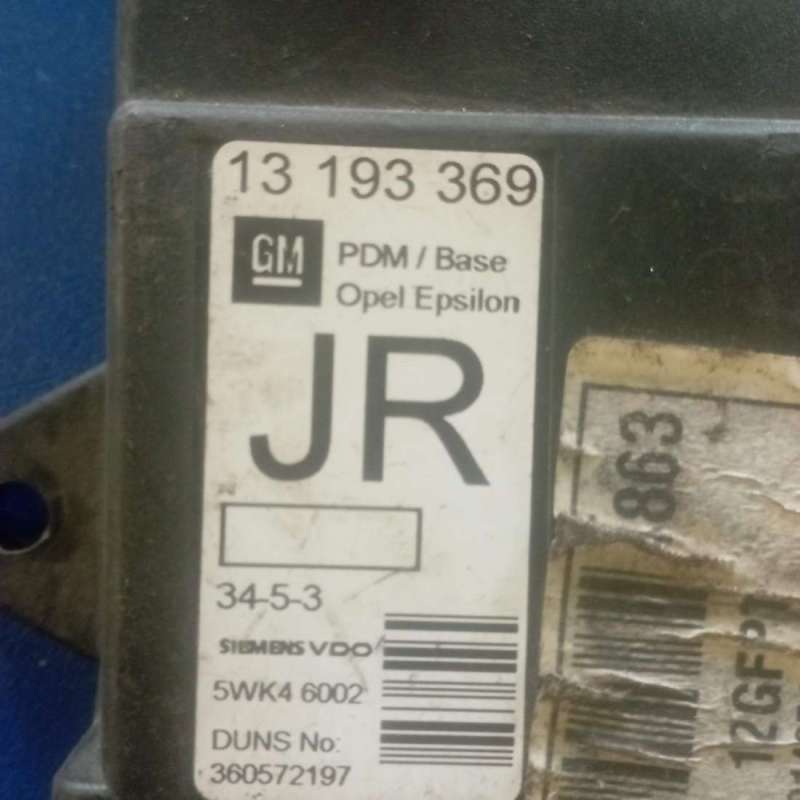 13 193 369
GM
PDM / Base
Opel Epsilon
JR
34-5-3
SIEMENS VDO
5WK4 6002
DUNS No:
360572197
863